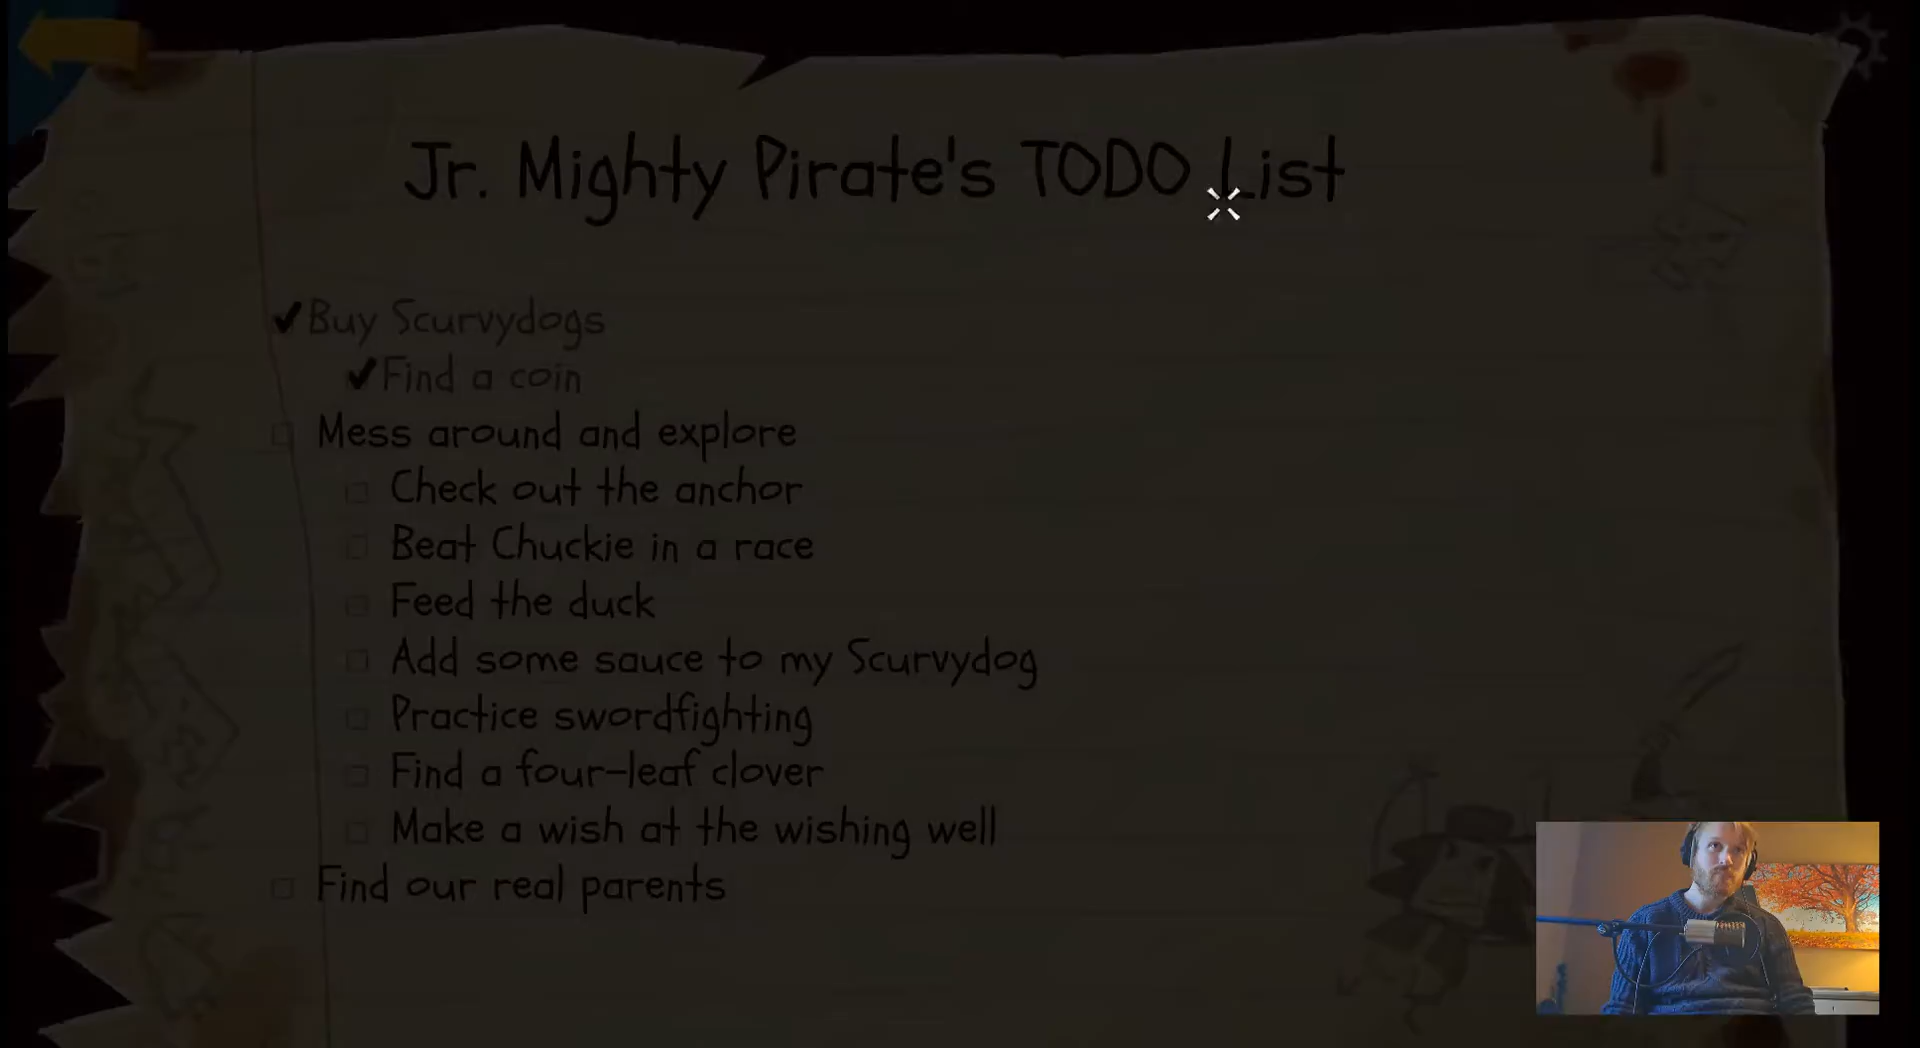 Jr. Mighty Pirate's TODO List
Buy Scurvydogs
Find a coin
Mess around and explore
Check out the anchor
Beat Chuckie in a race
Feed the duck
Add some sauce to my Scurvydog
Practice swordfighting
Find a four-leaf clover
Make a wish at the wishing well
Find our real parents